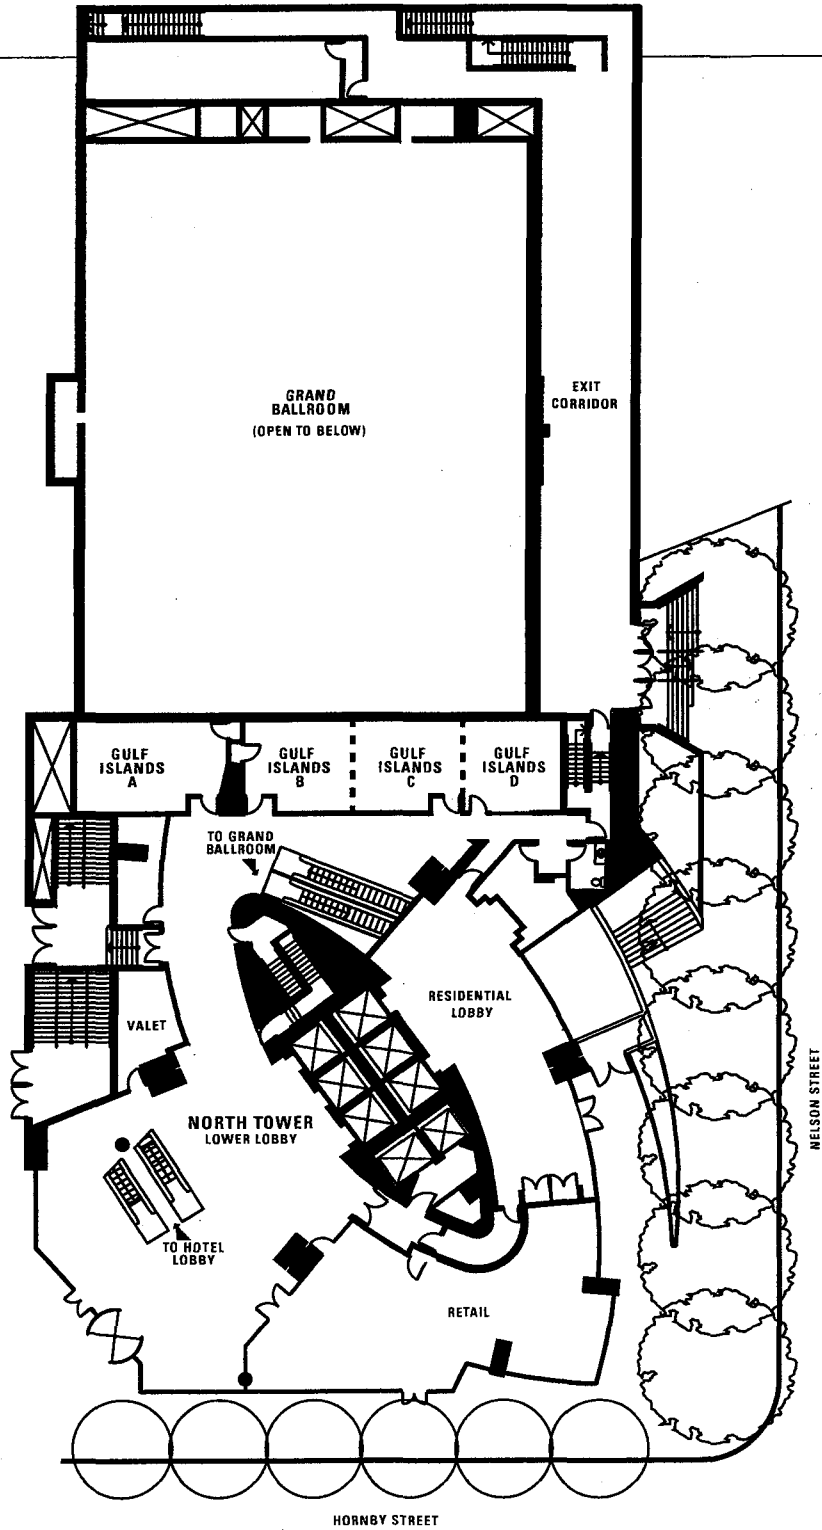 GRAND
BALLROOM
(OPEN TO BELOW)
EXIT
CORRIDOR
GULF
ISLANDS
A
GULF
ISLANDS
B
GULF
ISLANDS
C
GULF
ISLANDS
D
TO GRAND
BALLROOM
RESIDENTIAL
LOBBY
VALET
NORTH TOWER
LOWER LOBBY
TO HOTEL
LOBBY
RETAIL
NELSON STREET
HORNBY STREET